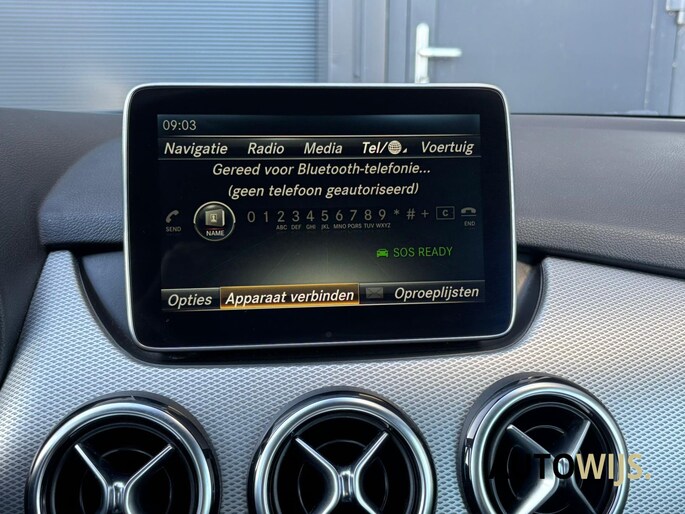 09:03
Navigatie Radio Media Tel/ Voertuig
Gereed voor Bluetooth-telefonie...
(geen telefoon geautoriseerd)
0 1 2 3 4 5 6 7 8 9 * # + C
SEND NAME ABC DEF GHI JKL MNO PQRS TUV WXYZ END
SOS READY
Opties Apparaat verbinden Oproeplijsten
AUTOWIJS.